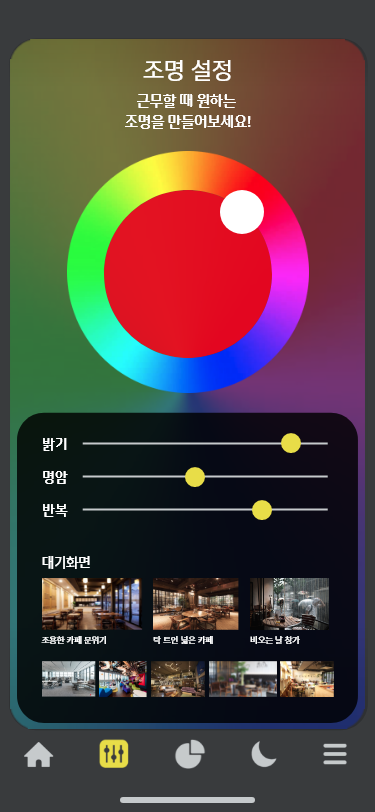 조명 설정
근무할 때 원하는
조명을 만들어보세요!
밝기
명암
반복
대기화면
조용한 카페 분위기
탁 트인 넓은 카페
비오는 날 창가